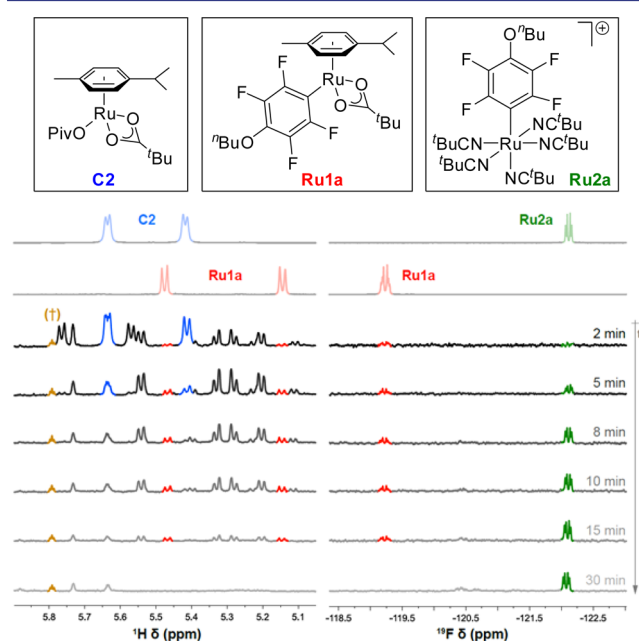 Ru
O
O
PivO
ᵗBu
C2
F
F
Ru
O
O
ᵗBu
F
F
ⁿBu
O
Ru1a
OⁿBu
F
F
F
F
NCᵗBu
ᵗBuCN
Ru
NCᵗBu
ᵗBuCN
NCᵗBu
⊕
Ru2a
C2
Ru2a
Ru1a
Ru1a
(†)
2 min
t
5 min
8 min
10 min
15 min
30 min
5.8 5.7 5.6 5.5 5.4 5.3 5.2 5.1
-118.5 -119.5 -120.5 -121.5 -122.5
¹H δ (ppm)
¹⁹F δ (ppm)